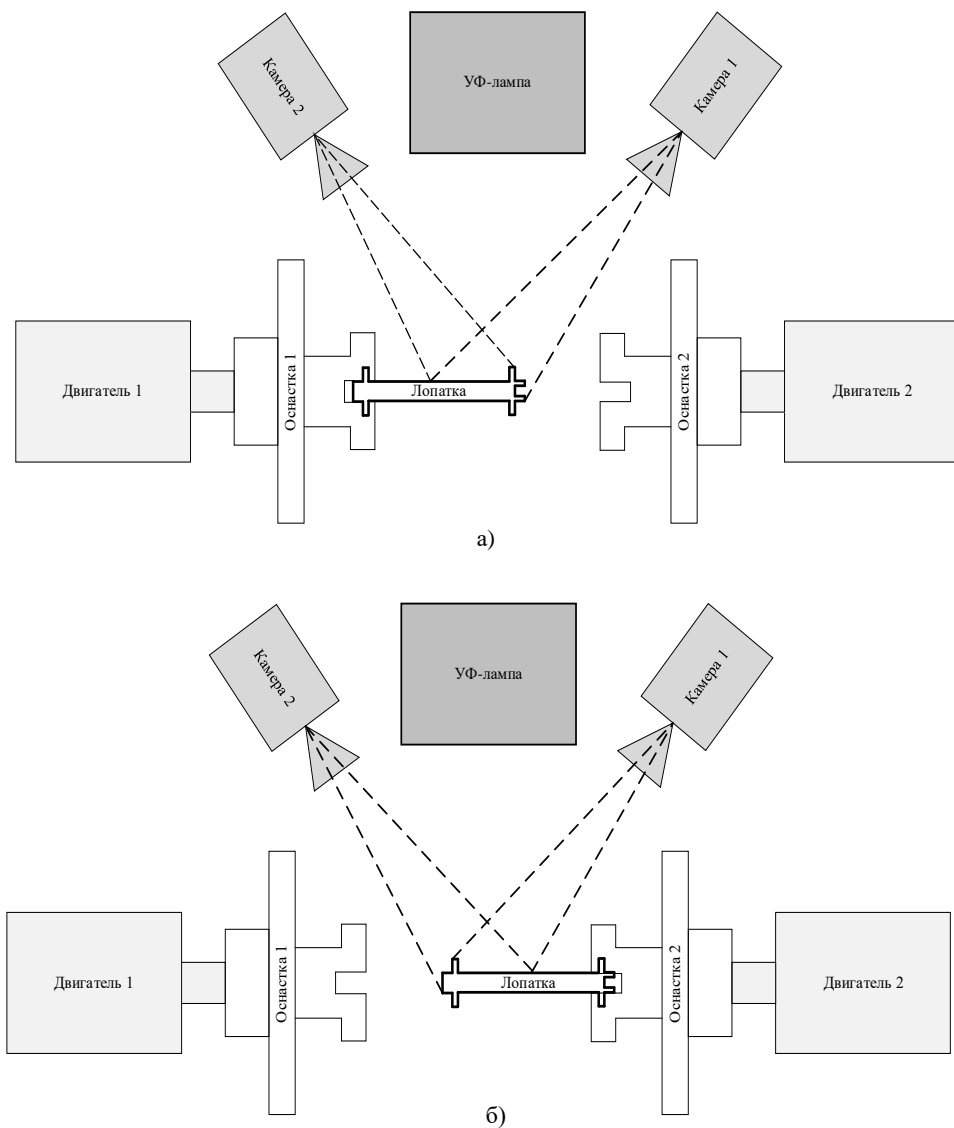 Камера 2
УФ-лампа
Камера 1
Двигатель 1
Оснастка 1
Лопатка
Оснастка 2
Двигатель 2
а)
Камера 2
УФ-лампа
Камера 1
Двигатель 1
Оснастка 1
Лопатка
Оснастка 2
Двигатель 2
б)